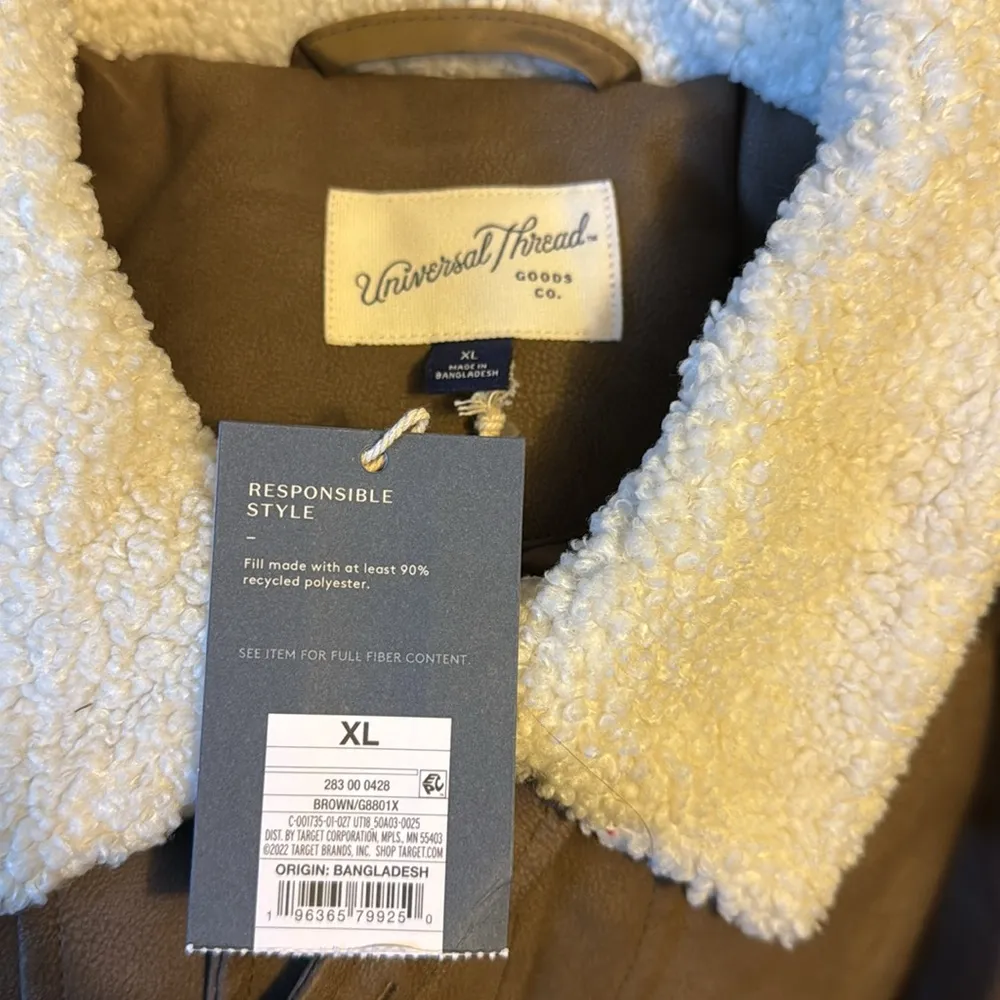 Universal Thread™
GOODS
CO.
XL
MADE IN
BANGLADESH
RESPONSIBLE
STYLE
–
Fill made with at least 90%
recycled polyester.
SEE ITEM FOR FULL FIBER CONTENT.
XL
283 00 0428
BROWN/G8801X
C-001735-01-027 UT18 50A03-0025
DIST. BY TARGET CORPORATION, MPLS, MN 55403
©2022 TARGET BRANDS, INC. SHOP TARGET.COM
ORIGIN: BANGLADESH
1 96365 79925 0